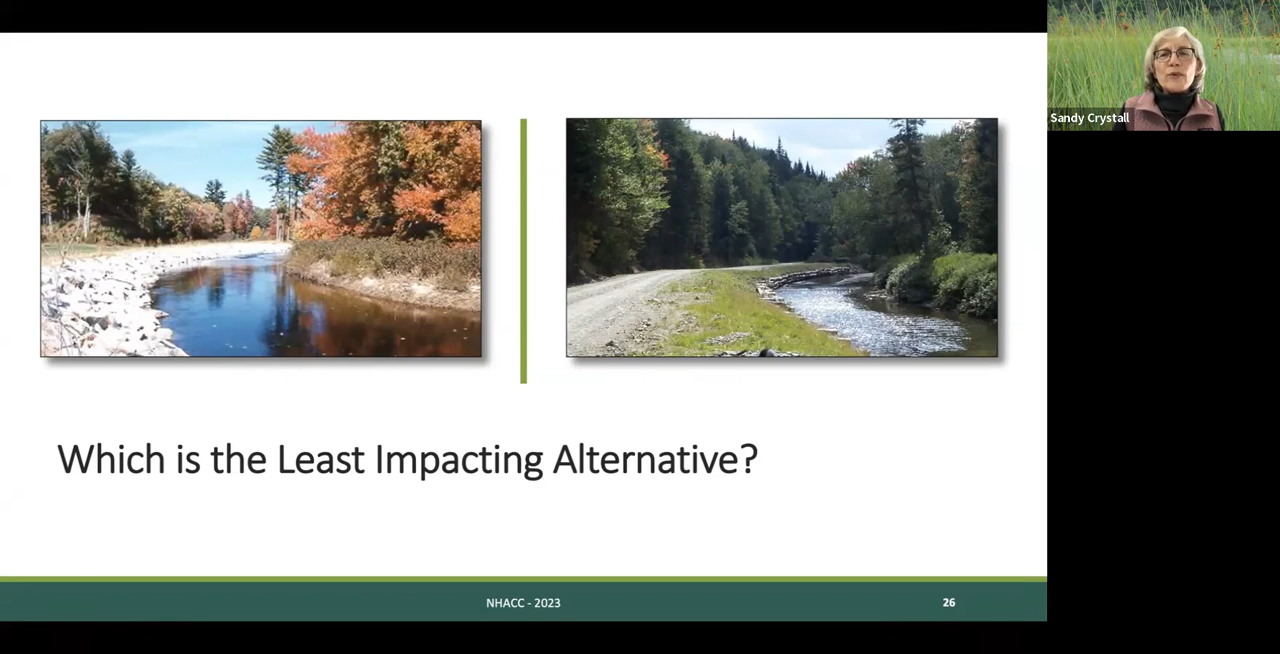 Sandy Crystall
Which is the Least Impacting Alternative?
NHACC - 2023
26